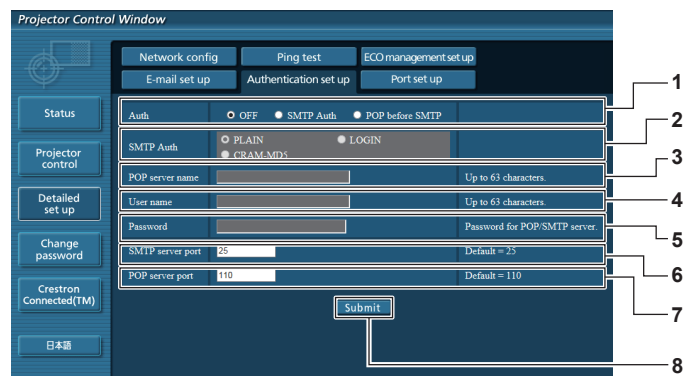 Projector Control Window
Network config Ping test ECO management set up
E-mail set up Authentication set up Port set up
Status
Projector control
Detailed set up
Change password
Crestron Connected(TM)
日本語
Auth OFF SMTP Auth POP before SMTP
SMTP Auth PLAIN LOGIN
CRAM-MD5
POP server name Up to 63 characters.
User name Up to 63 characters.
Password Password for POP/SMTP server.
SMTP server port 25 Default = 25
POP server port 110 Default = 110
Submit
1
2
3
4
5
6
7
8